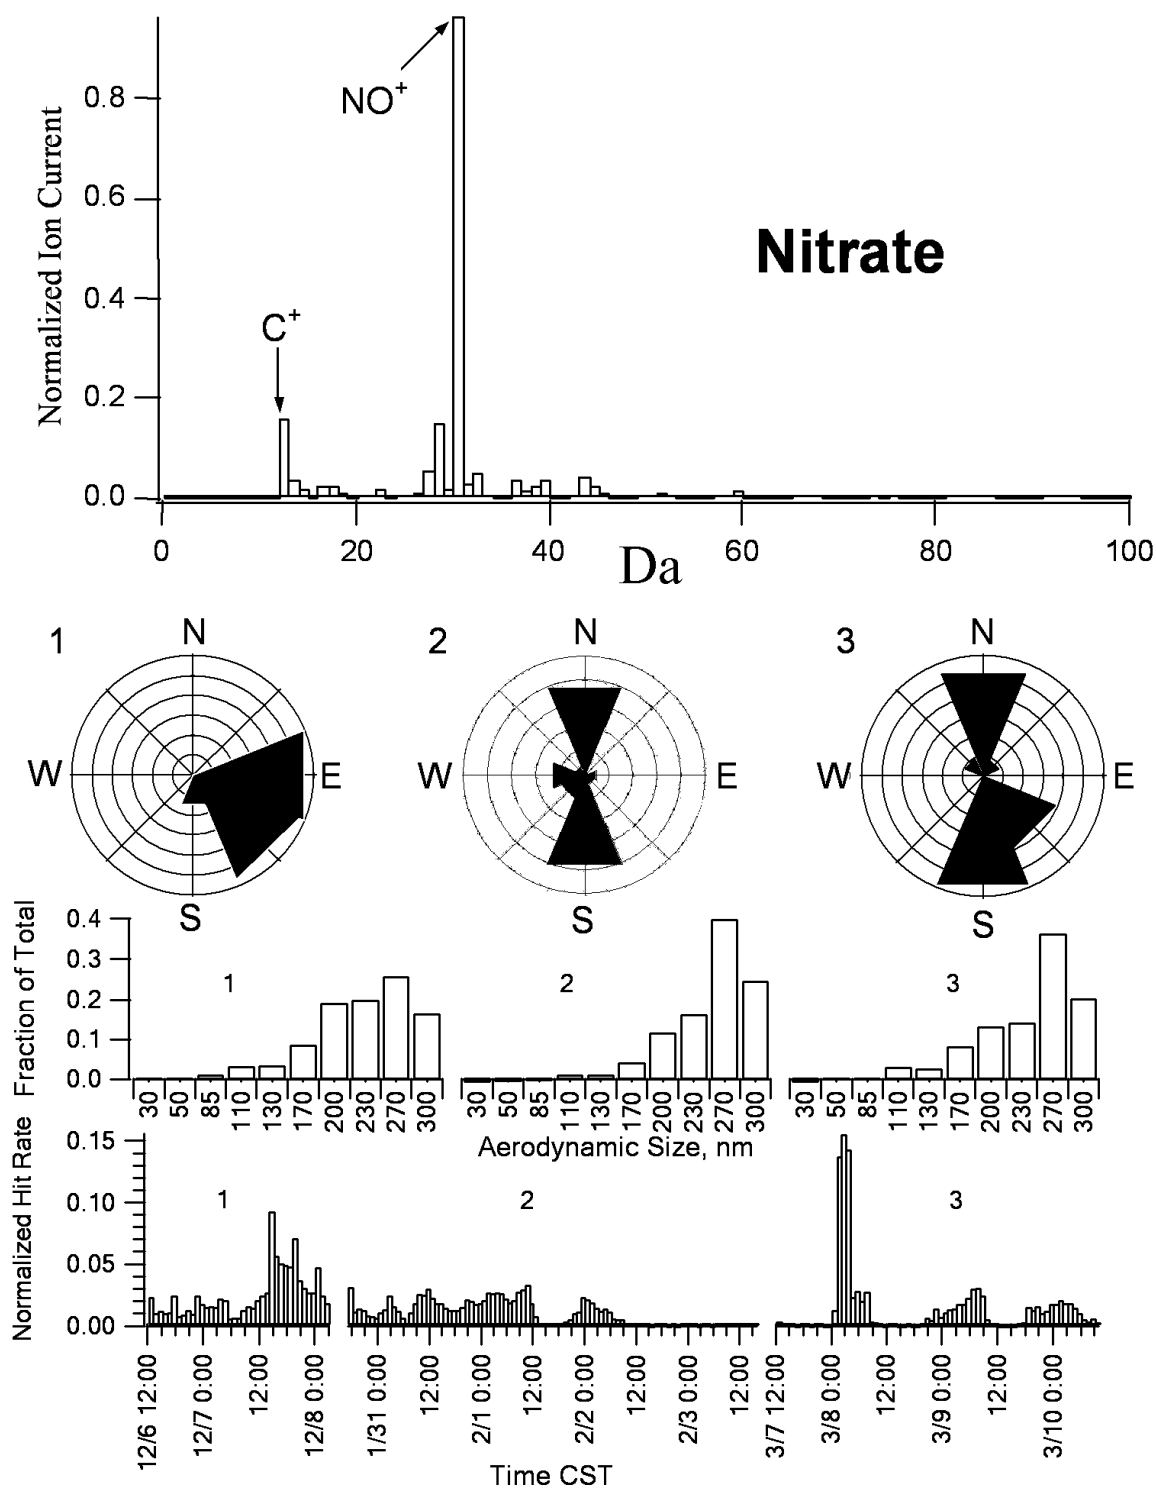 Normalized Ion Current
0.8
0.6
0.4
0.2
0.0
NO+
C+
Nitrate
0 20 40 60 80 100
Da
1 N W E S
2 N W E S
3 N W E S
Fraction of Total
0.4
0.3
0.2
0.1
0.0
1 2 3
30 50 85 110 130 170 200 230 270 300
30 50 85 110 130 170 200 230 270 300
30 50 85 110 130 170 200 230 270 300
Aerodynamic Size, nm
Normalized Hit Rate
0.15
0.10
0.05
0.00
1 2 3
12/6 12:00 12/7 0:00 12:00 12/8 0:00
1/31 0:00 12:00 2/1 0:00 12:00 2/2 0:00 12:00 2/3 0:00 12:00
3/7 12:00 3/8 0:00 12:00 3/9 0:00 12:00 3/10 0:00
Time CST